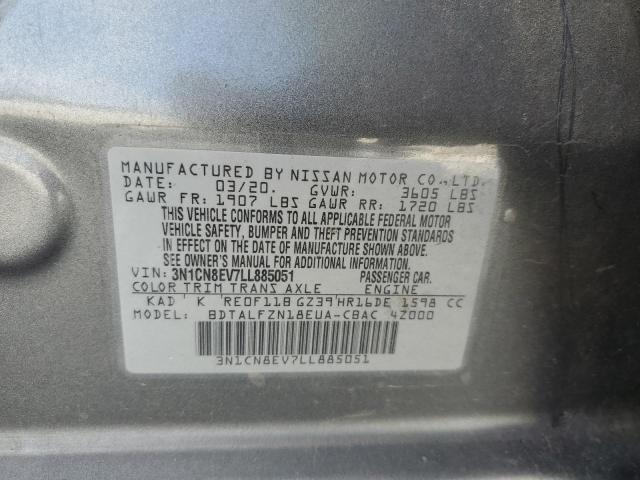 MANUFACTURED BY NISSAN MOTOR CO.,LTD.
DATE: 03/20. GVWR: 3605 LBS
GAWR FR: 1907 LBS GAWR RR: 1720 LBS
THIS VEHICLE CONFORMS TO ALL APPLICABLE FEDERAL MOTOR
VEHICLE SAFETY, BUMPER AND THEFT PREVENTION STANDARDS
IN EFFECT ON THE DATE OF MANUFACTURE SHOWN ABOVE.
SEE OWNER'S MANUAL FOR ADDITIONAL INFORMATION.
VIN: 3N1CN8EV7LL885051 PASSENGER CAR.
COLOR TRIM TRANS AXLE ENGINE
KAD K RE0F11B GZ39 HR16DE 1598 CC
BDTALFZN18EUA-CBAC 4Z000
3N1CN8EV7LL885051